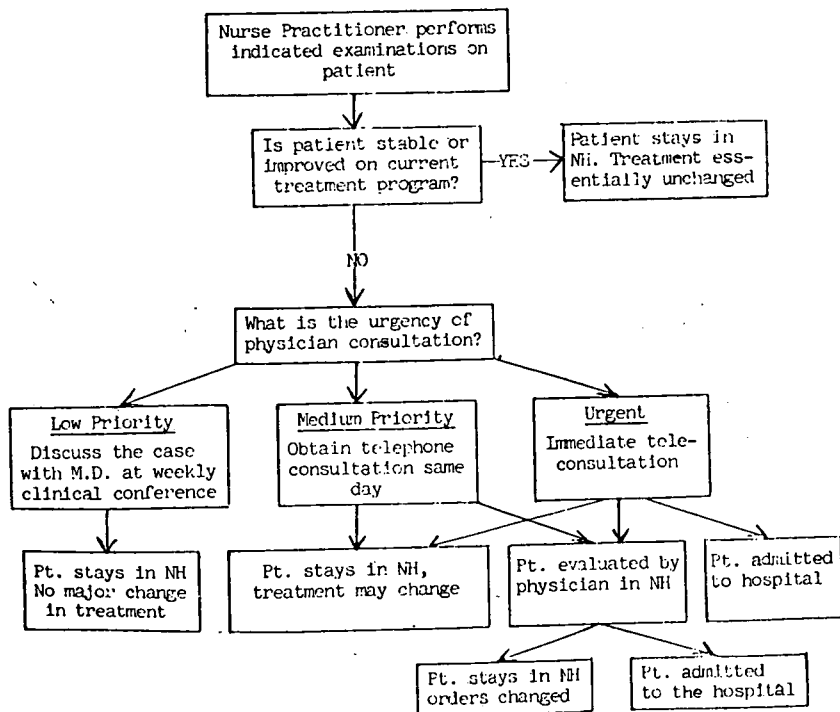 Nurse Practitioner performs
indicated examinations on
patient
Is patient stable or
improved on current
treatment program?
YES
Patient stays in
NH. Treatment ess-
entially unchanged
NO
What is the urgency of
physician consultation?
Low Priority
Discuss the case
with M.D. at weekly
clinical conference
Medium Priority
Obtain telephone
consultation same
day
Urgent
Immediate tele-
consultation
Pt. stays in NH
No major change
in treatment
Pt. stays in NH,
treatment may change
Pt. evaluated by
physician in NH
Pt. admitted
to hospital
Pt. stays in NH
orders changed
Pt. admitted
to the hospital